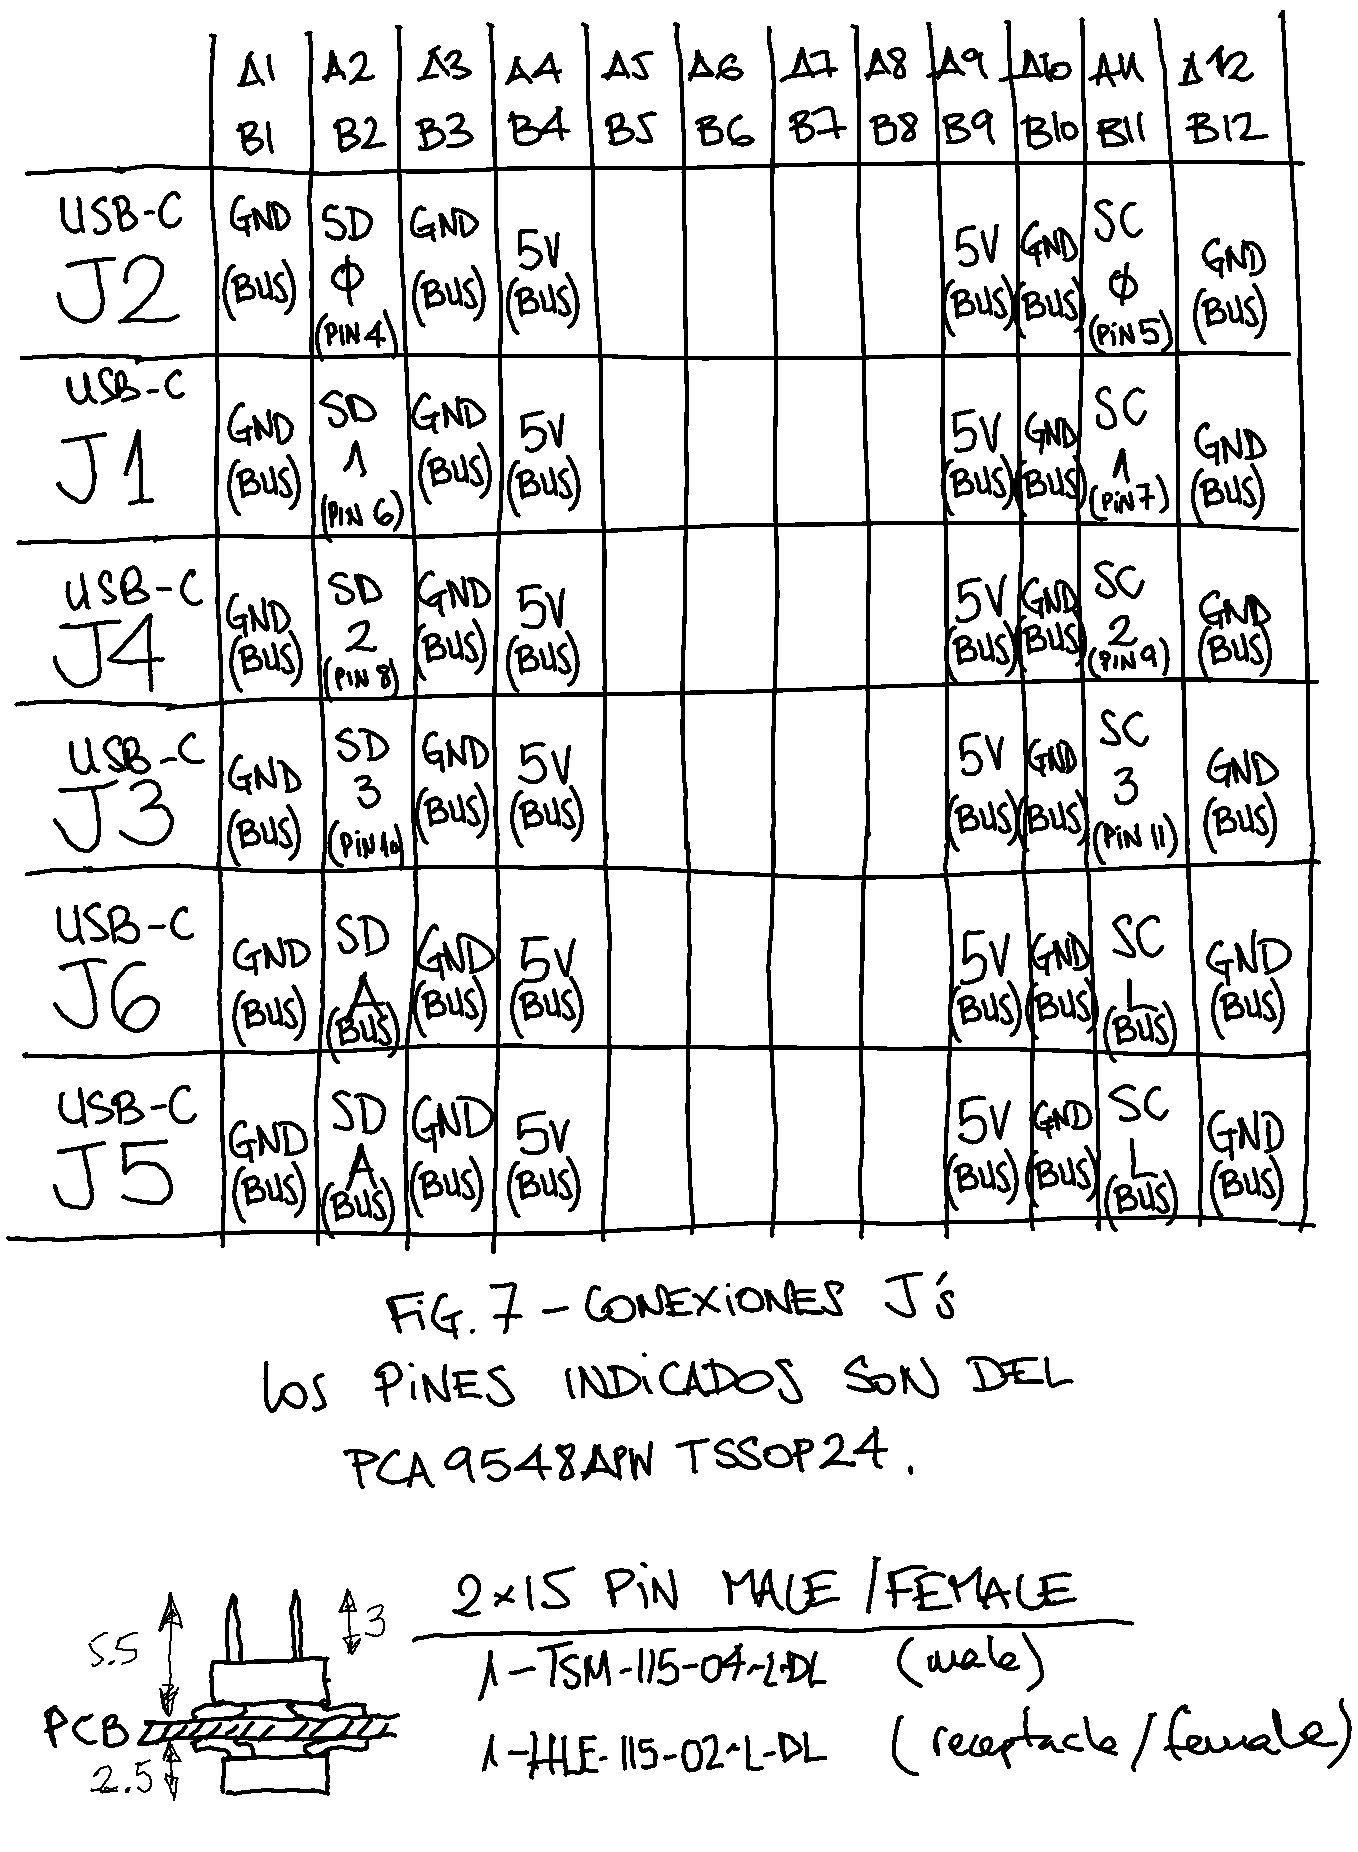 A1 A2 A3 A4 A5 A6 A7 A8 A9 A10 A11 A12
B1 B2 B3 B4 B5 B6 B7 B8 B9 B10 B11 B12
USB-C GND SD GND 5V 5V GND SC GND
J2 (BUS) Φ (BUS) (BUS) (BUS) (BUS) Φ (BUS)
(PIN 4) (PiN 5)
USB-C GND SD GND 5V 5V GND SC GND
J1 (BUS) 1 (BUS) (BUS) (BUS) (BUS) 1 (BUS)
(PIN 6) (PiN 7)
USB-C GND SD GND 5V 5V GND SC GND
J4 (BUS) 2 (BUS) (BUS) (BUS) (BUS) 2 (BUS)
(PiN 8) (PIN 9)
USB-C GND SD GND 5V 5V GND SC GND
J3 (BUS) 3 (BUS) (BUS) (BUS) (BUS) 3 (BUS)
(PiN 10) (PiN 11)
USB-C GND SD GND 5V 5V GND SC GND
J6 (BUS) A (BUS) (BUS) (BUS) (BUS) L (BUS)
(BUS) (BUS)
USB-C GND SD GND 5V 5V GND SC GND
J5 (BUS) A (BUS) (BUS) (BUS) (BUS) L (BUS)
(BUS) (BUS)
FiG. 7 - CONEXiONES J's
LOS PiNES INDiCADOS SON DEL
PCA9548APW TSSOP24.
2x15 PiN MALE / FEMALE
5.5 3
1-TSM-115-04-L-DL (male)
PCB
1-HLE-115-02-L-DL (receptacle/female)
2.5